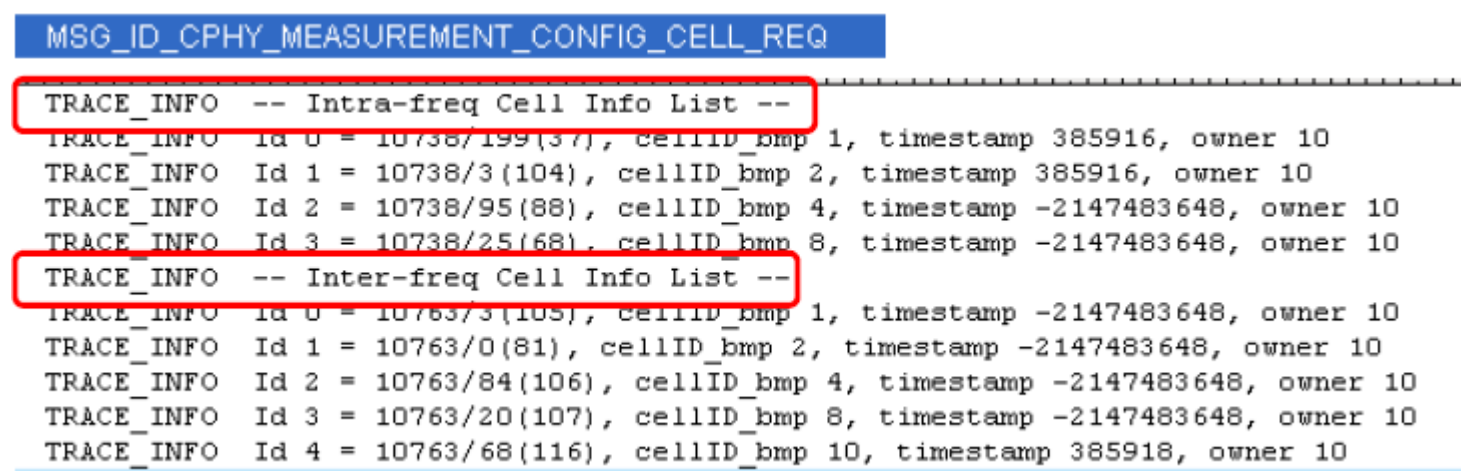 MSG_ID_CPHY_MEASUREMENT_CONFIG_CELL_REQ
TRACE_INFO -- Intra-freq Cell Info List --
TRACE_INFO Id 0 = 10738/199(37), cellID_bmp 1, timestamp 385916, owner 10
TRACE_INFO Id 1 = 10738/3(104), cellID_bmp 2, timestamp 385916, owner 10
TRACE_INFO Id 2 = 10738/95(88), cellID_bmp 4, timestamp -2147483648, owner 10
TRACE_INFO Id 3 = 10738/25(68), cellID_bmp 8, timestamp -2147483648, owner 10
TRACE_INFO -- Inter-freq Cell Info List --
TRACE_INFO Id 0 = 10763/3(105), cellID_bmp 1, timestamp -2147483648, owner 10
TRACE_INFO Id 1 = 10763/0(81), cellID_bmp 2, timestamp -2147483648, owner 10
TRACE_INFO Id 2 = 10763/84(106), cellID_bmp 4, timestamp -2147483648, owner 10
TRACE_INFO Id 3 = 10763/20(107), cellID_bmp 8, timestamp -2147483648, owner 10
TRACE_INFO Id 4 = 10763/68(116), cellID_bmp 10, timestamp 385918, owner 10